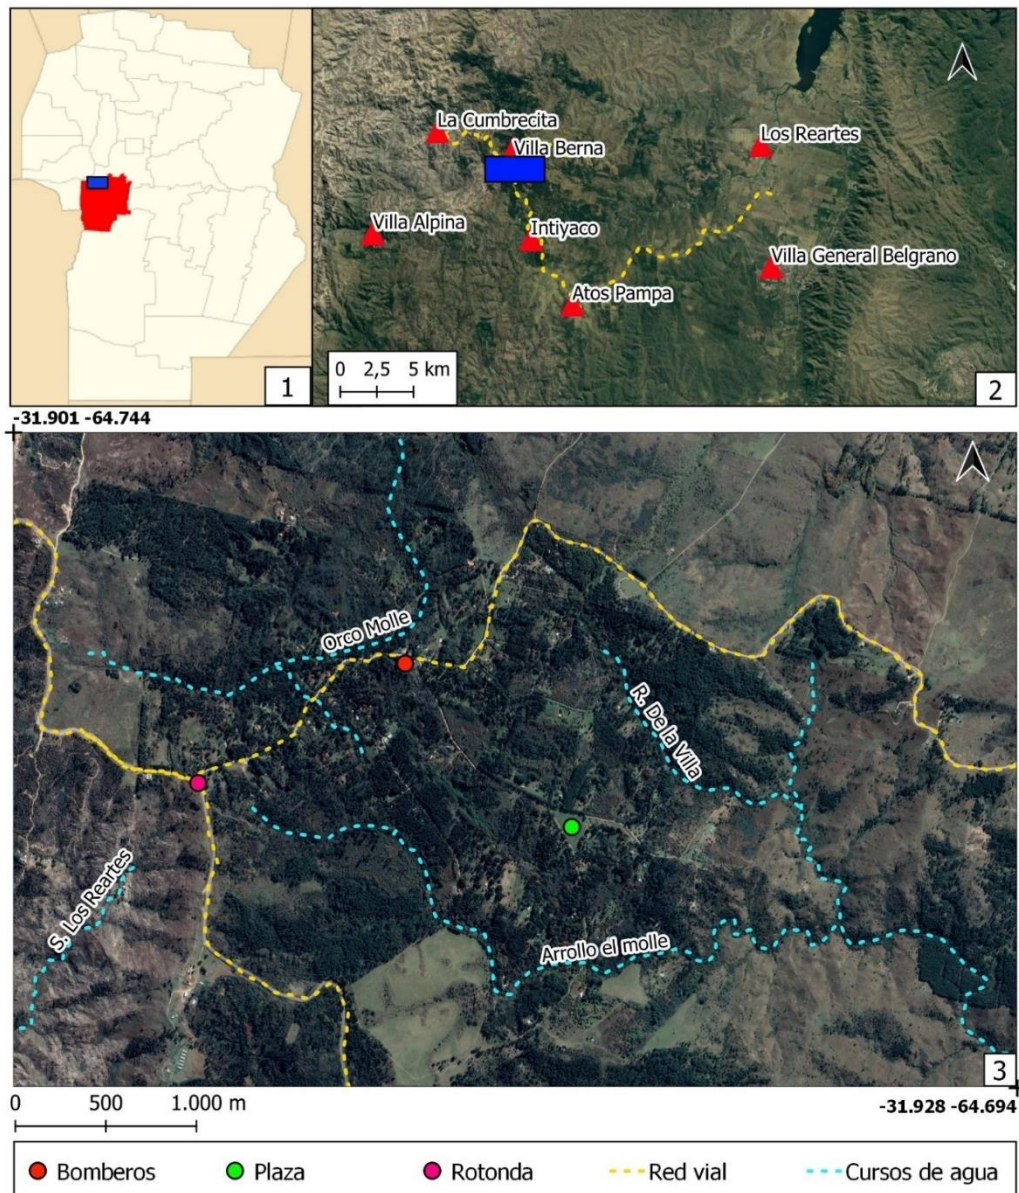 La Cumbrecita
Villa Berna
Los Reartes
Villa Alpina
Intiyaco
Villa General Belgrano
Atos Pampa
0 2,5 5 km
1
2
-31.901 -64.744
Orco Molle
R. De la Villa
S. Los Reartes
Arrollo el molle
3
0 500 1.000 m
-31.928 -64.694
Bomberos Plaza Rotonda Red vial Cursos de agua